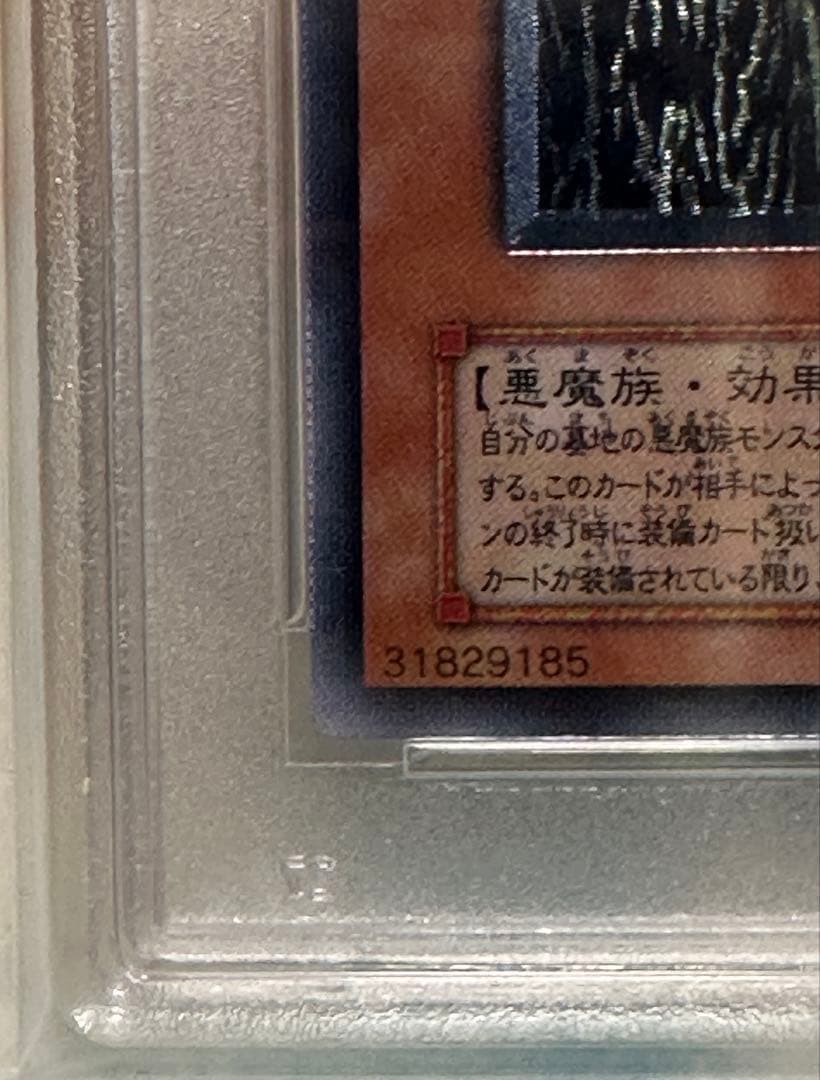 【悪魔族・効果
自分の墓地の悪魔族モンスタ
する。このカードが相手によっ
ンの終了時に装備カード扱い
カードが装備されている限り、
31829185